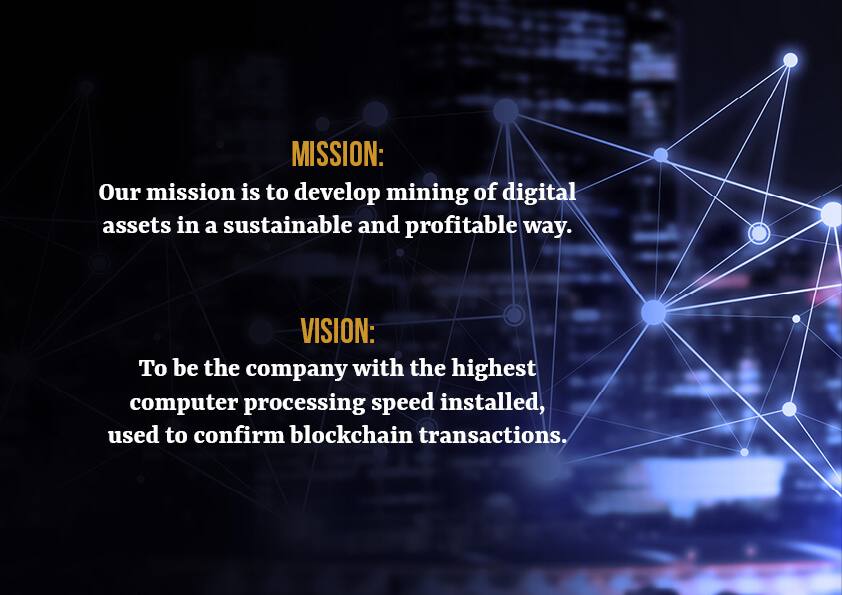 MISSION:
Our mission is to develop mining of digital
assets in a sustainable and profitable way.
VISION:
To be the company with the highest
computer processing speed installed,
used to confirm blockchain transactions.